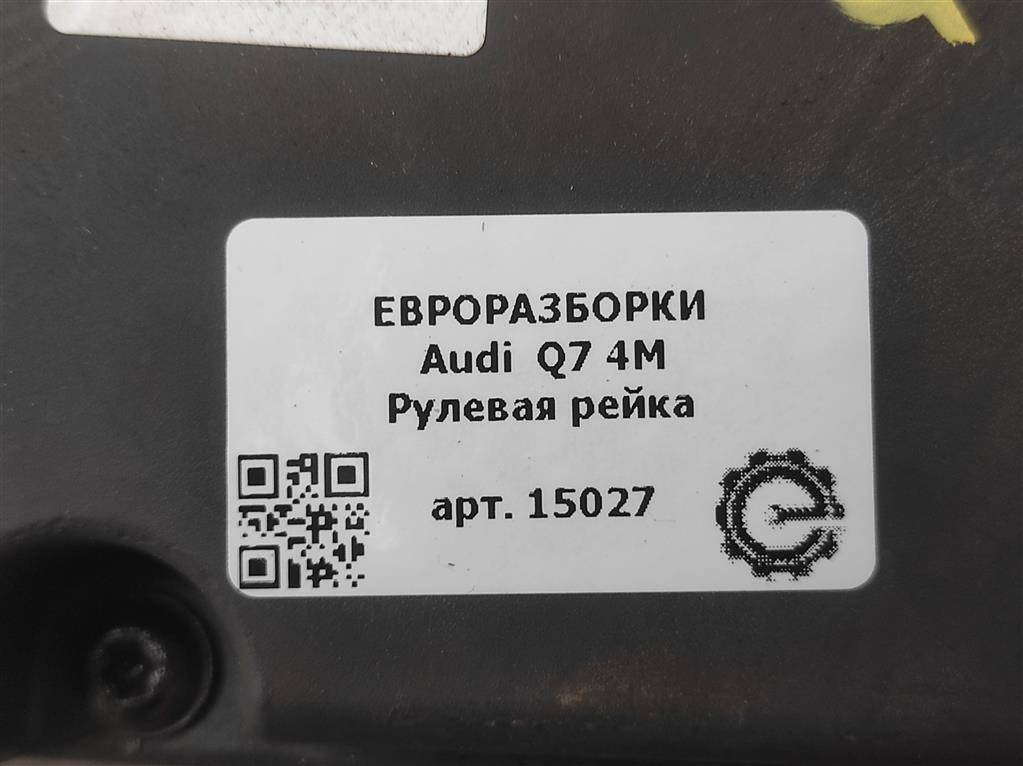 ЕВРОРАЗБОРКИ
Audi Q7 4M
Рулевая рейка
арт. 15027